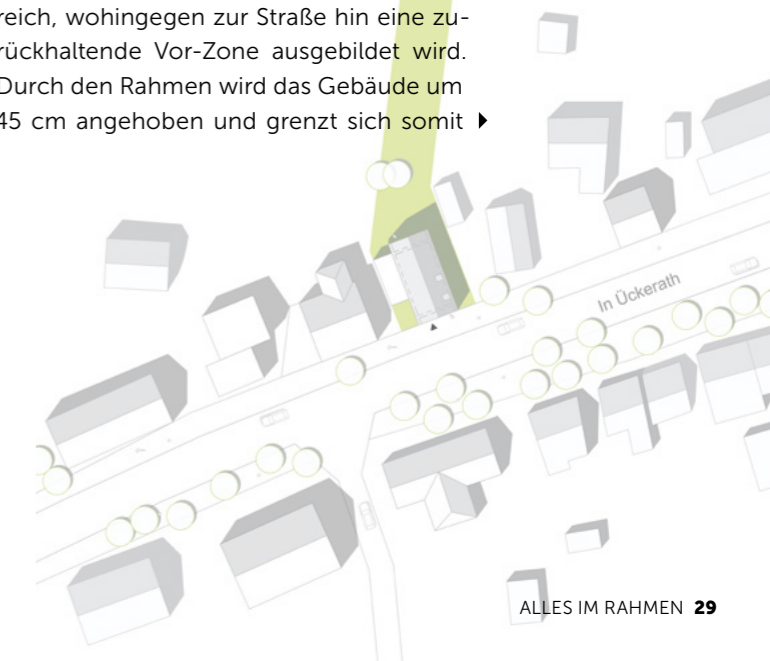 reich, wohingegen zur Straße hin eine zu-
rückhaltende Vor-Zone ausgebildet wird.
Durch den Rahmen wird das Gebäude um
45 cm angehoben und grenzt sich somit
In Ückerath
ALLES IM RAHMEN 29